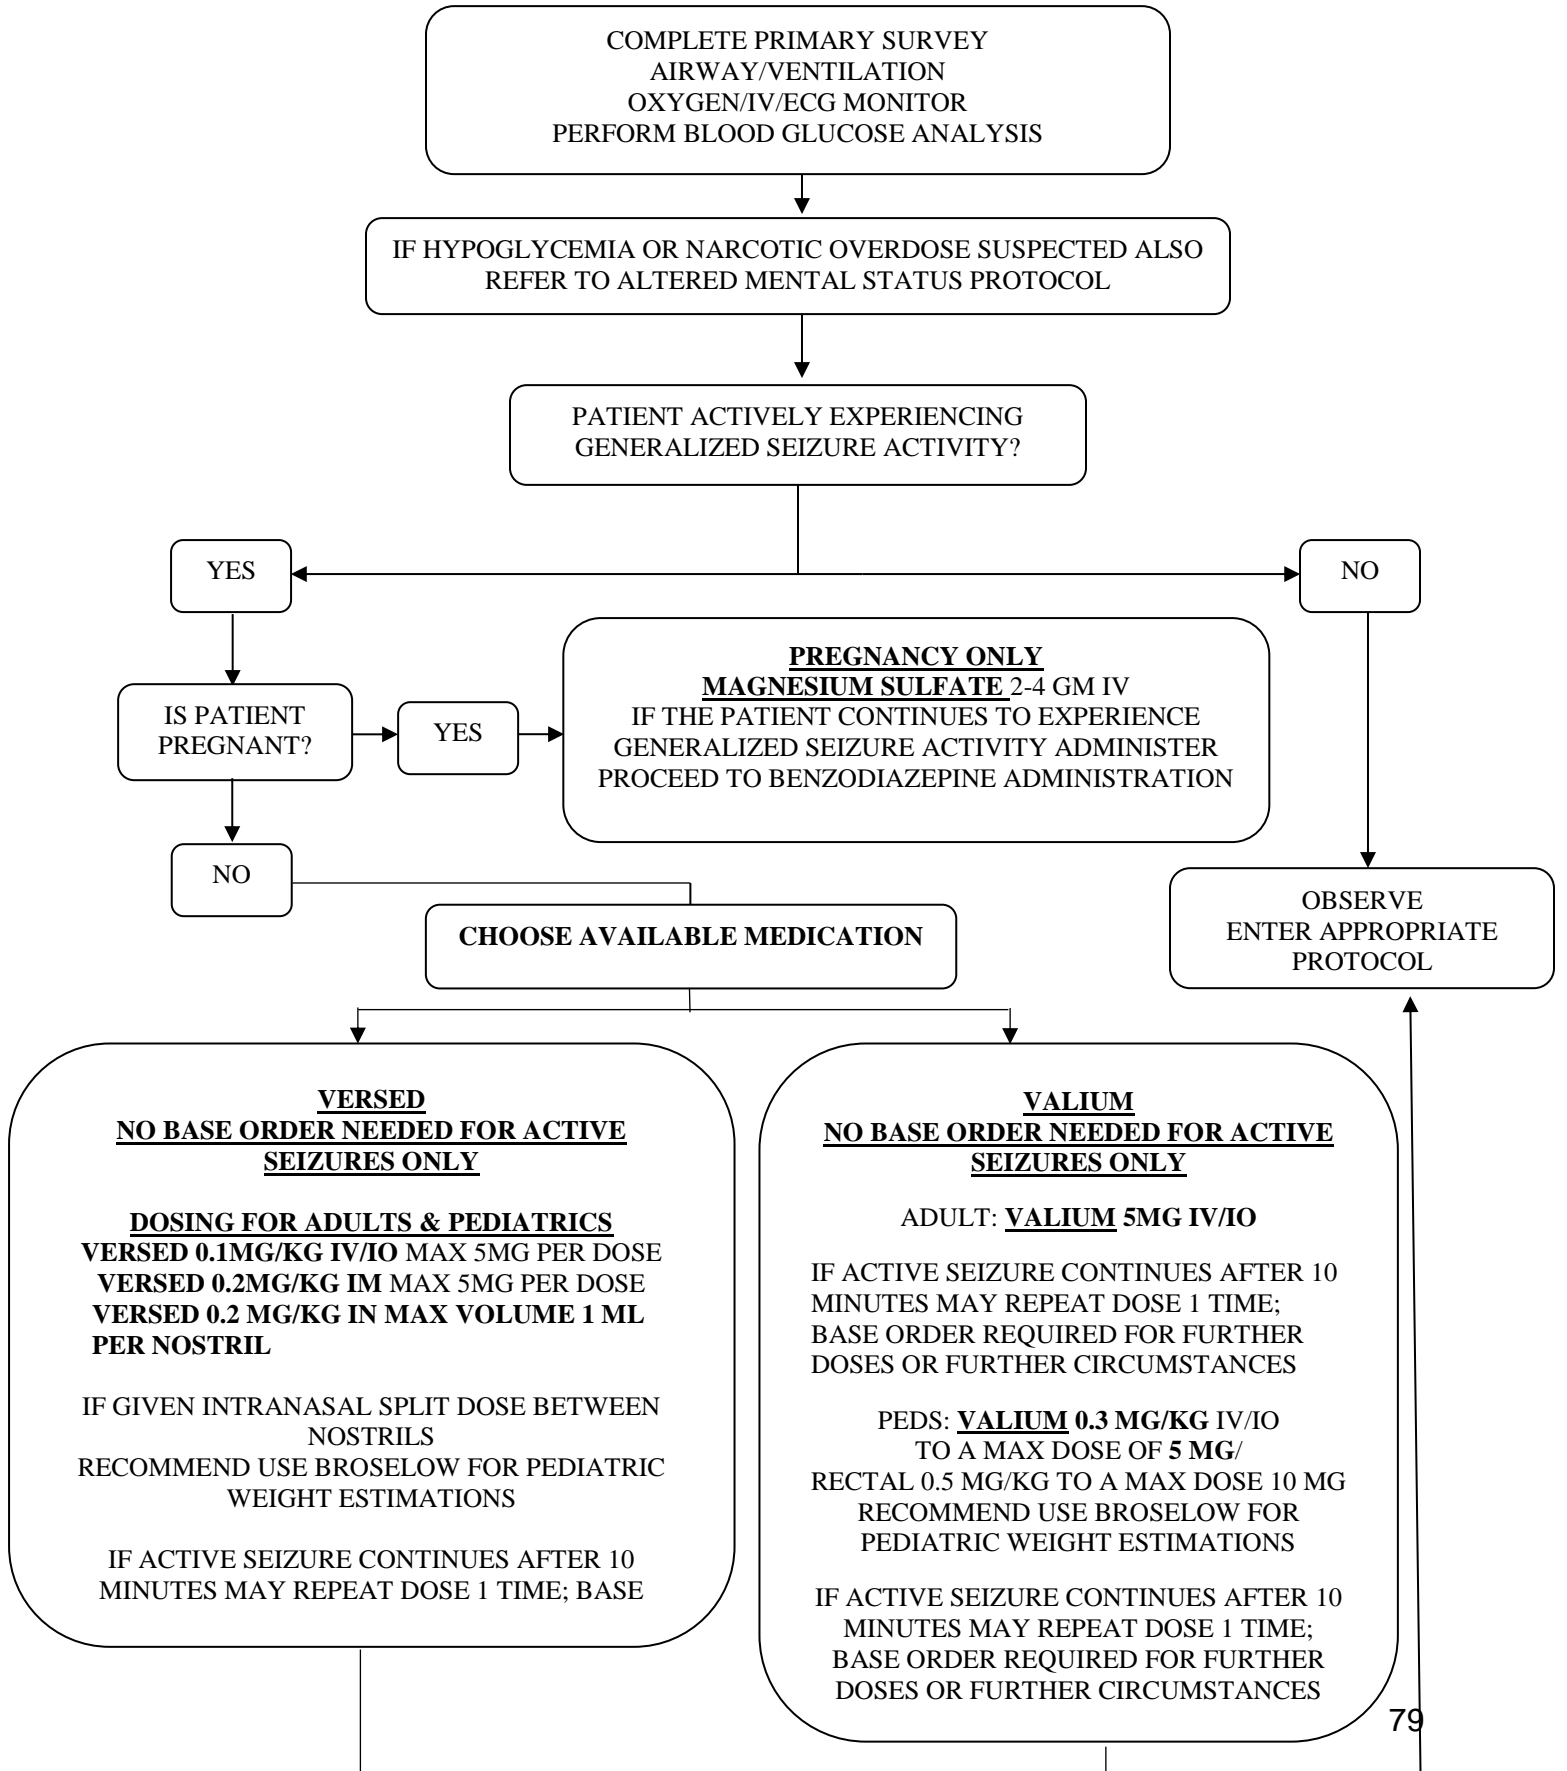 COMPLETE PRIMARY SURVEY
AIRWAY/VENTILATION
OXYGEN/IV/ECG MONITOR
PERFORM BLOOD GLUCOSE ANALYSIS
IF HYPOGLYCEMIA OR NARCOTIC OVERDOSE SUSPECTED ALSO
REFER TO ALTERED MENTAL STATUS PROTOCOL
PATIENT ACTIVELY EXPERIENCING
GENERALIZED SEIZURE ACTIVITY?
YES
NO
IS PATIENT
PREGNANT?
YES
PREGNANCY ONLY
MAGNESIUM SULFATE 2-4 GM IV
IF THE PATIENT CONTINUES TO EXPERIENCE
GENERALIZED SEIZURE ACTIVITY ADMINISTER
PROCEED TO BENZODIAZEPINE ADMINISTRATION
NO
OBSERVE
ENTER APPROPRIATE
PROTOCOL
CHOOSE AVAILABLE MEDICATION
VERSED
NO BASE ORDER NEEDED FOR ACTIVE
SEIZURES ONLY
DOSING FOR ADULTS & PEDIATRICS
VERSED 0.1MG/KG IV/IO MAX 5MG PER DOSE
VERSED 0.2MG/KG IM MAX 5MG PER DOSE
VERSED 0.2 MG/KG IN MAX VOLUME 1 ML
PER NOSTRIL
IF GIVEN INTRANASAL SPLIT DOSE BETWEEN
NOSTRILS
RECOMMEND USE BROSELOW FOR PEDIATRIC
WEIGHT ESTIMATIONS
IF ACTIVE SEIZURE CONTINUES AFTER 10
MINUTES MAY REPEAT DOSE 1 TIME; BASE
VALIUM
NO BASE ORDER NEEDED FOR ACTIVE
SEIZURES ONLY
ADULT: VALIUM 5MG IV/IO
IF ACTIVE SEIZURE CONTINUES AFTER 10
MINUTES MAY REPEAT DOSE 1 TIME;
BASE ORDER REQUIRED FOR FURTHER
DOSES OR FURTHER CIRCUMSTANCES
PEDS: VALIUM 0.3 MG/KG IV/IO
TO A MAX DOSE OF 5 MG/
RECTAL 0.5 MG/KG TO A MAX DOSE 10 MG
RECOMMEND USE BROSELOW FOR
PEDIATRIC WEIGHT ESTIMATIONS
IF ACTIVE SEIZURE CONTINUES AFTER 10
MINUTES MAY REPEAT DOSE 1 TIME;
BASE ORDER REQUIRED FOR FURTHER
DOSES OR FURTHER CIRCUMSTANCES
79